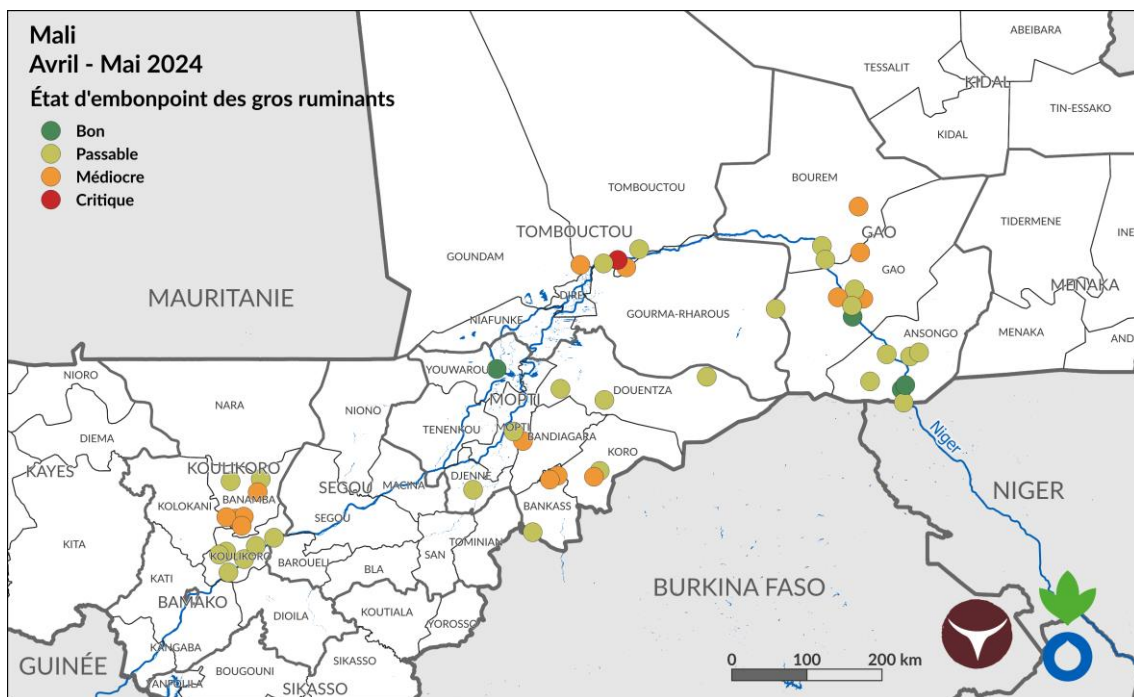 Mali
Avril - Mai 2024
État d'embonpoint des gros ruminants
Bon
Passable
Médiocre
Critique
ABEIBARA
TESSALIT
KIDAL
TIN-ESSAKO
KIDAL
BOUREM
TOMBOUCTOU
TIDERMENE
INE
TOMBOUCTOU
GAO
GOUNDAM
GAO
MAURITANIE
MENAKA
DIRE
NIAFUNKE
GOURMA-RHAROUS
ANSONGO
MENAKA
AND
YOUWAROU
NIORO
DOUENTZA
NARA
NIONO
MOPTI
TENENKOU
MOPTI
BANDIAGARA
Niger
DIEMA
KORO
KAYES
KOULIKORO
SEGOU
MACINA
DJENNE
NIGER
BANAMBA
KOLOKANI
SEGOU
BANKASS
KITA
KOULIKORO
BAROUELI
SAN
TOMINIAN
BLA
KATI
BURKINA FASO
BAMAKO
DIOILA
KOUTIALA
YOROSSO
KANGABA
GUINÉE
BOUGOUNI
SIKASSO
SIKASSO
0 100 200 km